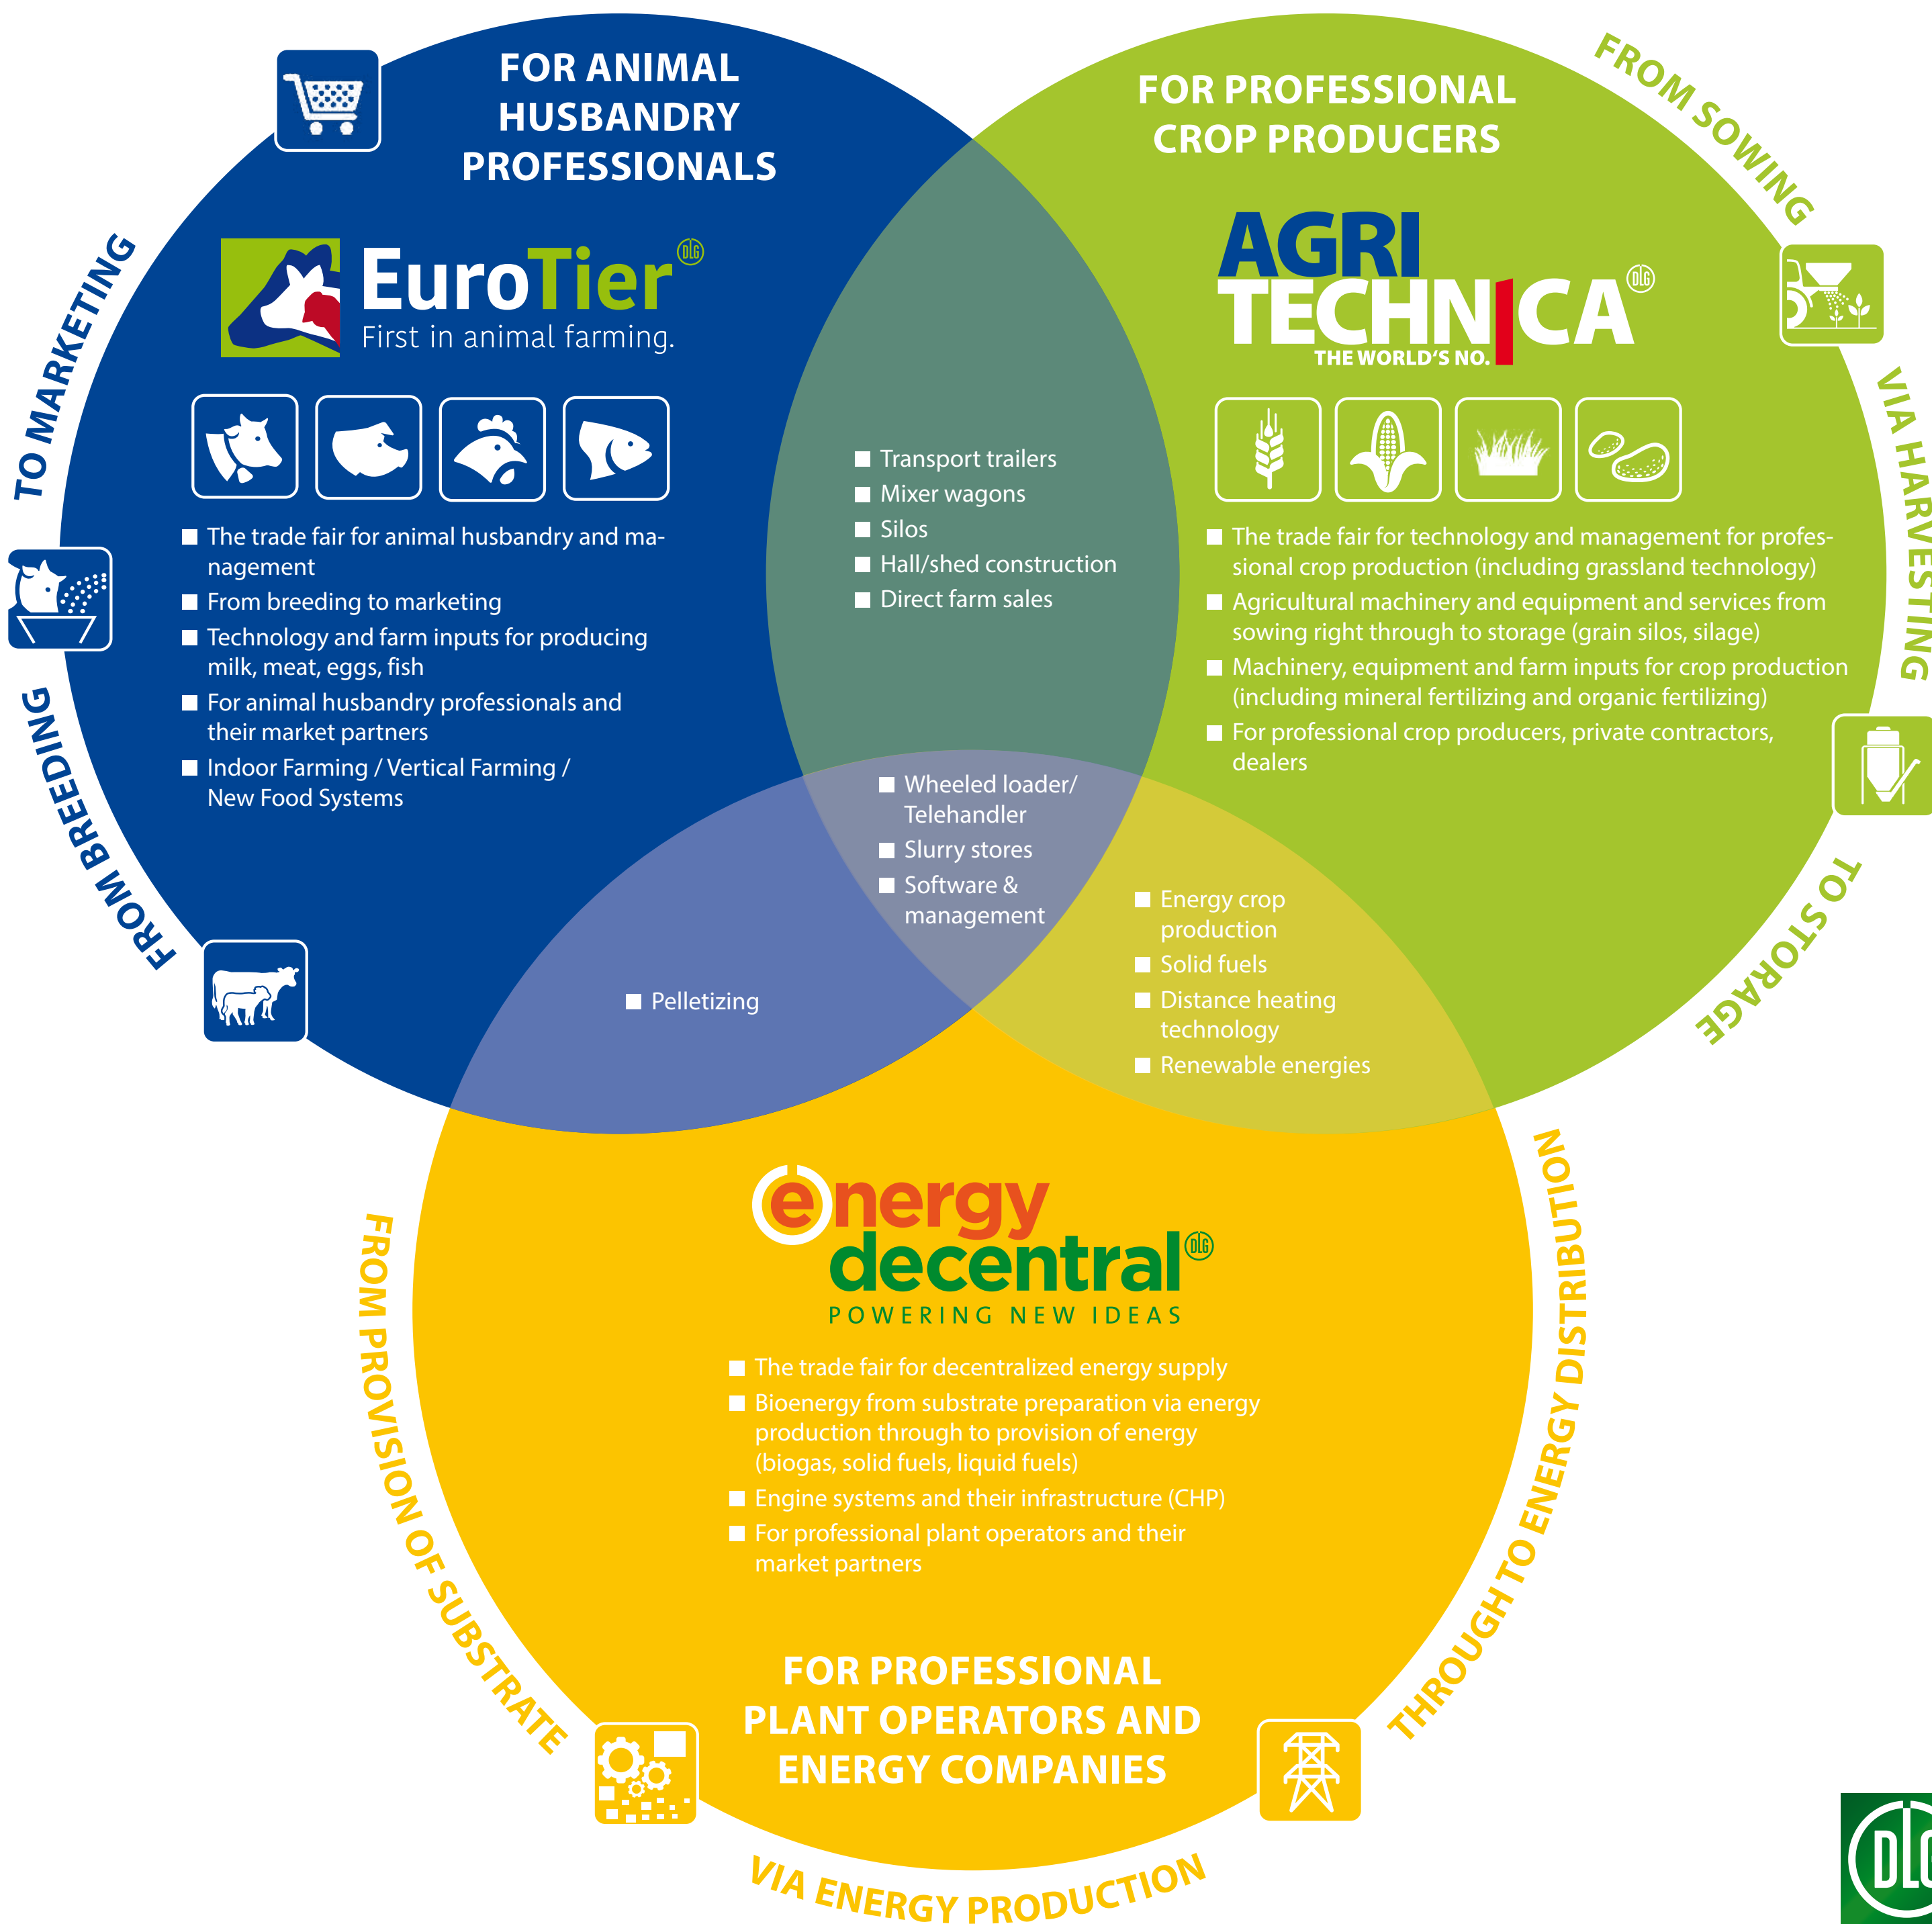 FOR ANIMAL
HUSBANDRY
PROFESSIONALS
TO MARKETING
FROM BREEDING
EuroTier DLG
First in animal farming.
■ The trade fair for animal husbandry and ma-
nagement
■ From breeding to marketing
■ Technology and farm inputs for producing
milk, meat, eggs, fish
■ For animal husbandry professionals and
their market partners
■ Indoor Farming / Vertical Farming /
New Food Systems
■ Transport trailers
■ Mixer wagons
■ Silos
■ Hall/shed construction
■ Direct farm sales
FOR PROFESSIONAL
CROP PRODUCERS
FROM SOWING
VIA HARVESTING
TO STORAGE
AGRI
TECHNICA DLG
THE WORLD‘S NO.
■ The trade fair for technology and management for profes-
sional crop production (including grassland technology)
■ Agricultural machinery and equipment and services from
sowing right through to storage (grain silos, silage)
■ Machinery, equipment and farm inputs for crop production
(including mineral fertilizing and organic fertilizing)
■ For professional crop producers, private contractors,
dealers
■ Wheeled loader/
Telehandler
■ Slurry stores
■ Software &
management
■ Pelletizing
■ Energy crop
production
■ Solid fuels
■ Distance heating
technology
■ Renewable energies
energy
decentral DLG
POWERING NEW IDEAS
■ The trade fair for decentralized energy supply
■ Bioenergy from substrate preparation via energy
production through to provision of energy
(biogas, solid fuels, liquid fuels)
■ Engine systems and their infrastructure (CHP)
■ For professional plant operators and their
market partners
FOR PROFESSIONAL
PLANT OPERATORS AND
ENERGY COMPANIES
FROM PROVISION OF SUBSTRATE
VIA ENERGY PRODUCTION
THROUGH TO ENERGY DISTRIBUTION
DLG